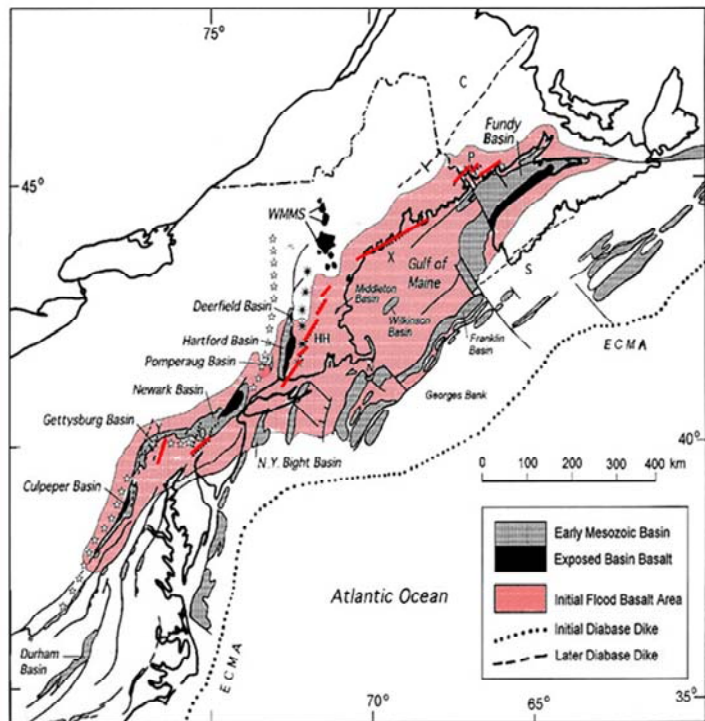 75°
C
Fundy
Basin
P
45°
WMMS
X
Gulf of
Maine
S
Middleton
Basin
Deerfield Basin
Wilkinson
Basin
Hartford Basin
HH
Franklin
Basin
ECMA
Pomperaug Basin
Newark Basin
Georges Bank
Gettysburg Basin
40°
N.Y. Bight Basin
Culpeper Basin
0 100 200 300 400 km
Early Mesozoic Basin
Exposed Basin Basalt
Initial Flood Basalt Area
Atlantic Ocean
Initial Diabase Dike
Later Diabase Dike
Durham
Basin
ECMA
70°
65°
35°